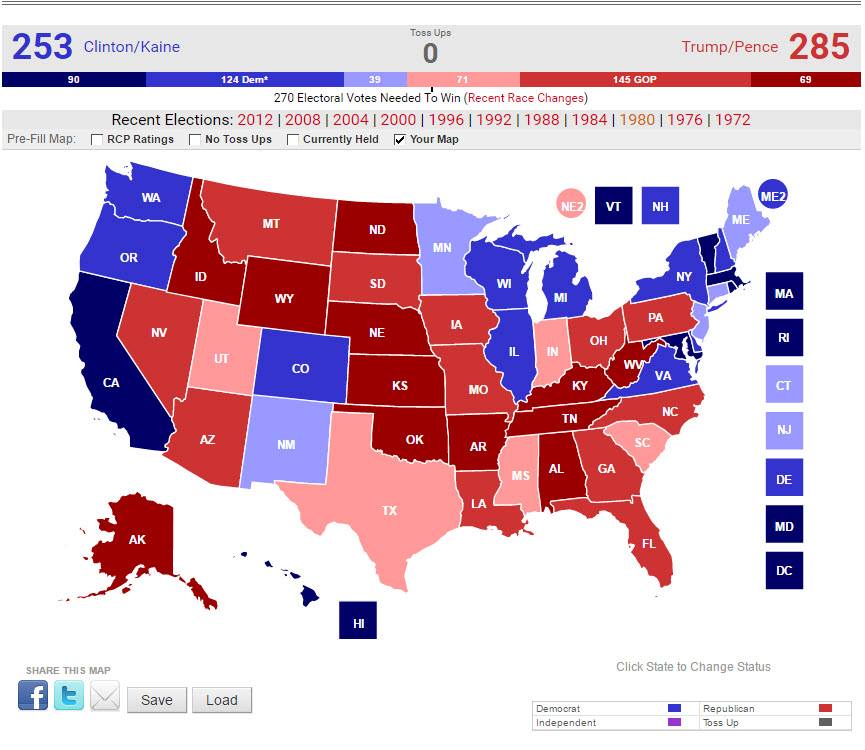 253 Clinton/Kaine Toss Ups 0 Trump/Pence 285
90 124 Dem* 39 71 145 GOP 69
270 Electoral Votes Needed To Win (Recent Race Changes)
Recent Elections: 2012 | 2008 | 2004 | 2000 | 1996 | 1992 | 1988 | 1984 | 1980 | 1976 | 1972
Pre-Fill Map: RCP Ratings No Toss Ups Currently Held Your Map
WA
MT
ND
MN
NE2
VT
NH
ME2
ME
OR
ID
WY
SD
WI
MI
NY
MA
NV
UT
CO
NE
IA
IL
IN
OH
PA
RI
CA
KS
MO
KY
WV
VA
CT
AZ
NM
OK
AR
TN
NC
NJ
TX
LA
MS
AL
GA
SC
DE
AK
FL
MD
DC
HI
SHARE THIS MAP
Click State to Change Status
f t Save Load
Democrat Republican
Independent Toss Up